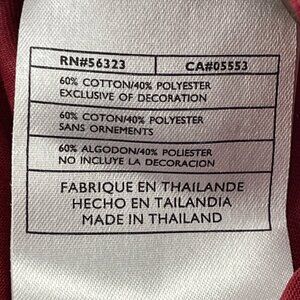 RN#56323 CA#05553
60% COTTON/40% POLYESTER
EXCLUSIVE OF DECORATION
60% COTON/40% POLYESTER
SANS ORNEMENTS
60% ALGODON/40% POLIESTER
NO INCLUYE LA DECORACION
FABRIQUE EN THAILANDE
HECHO EN TAILANDIA
MADE IN THAILAND